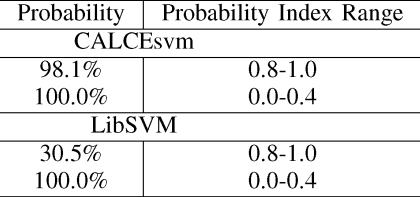 Probability Probability Index Range
CALCEsvm
98.1% 0.8-1.0
100.0% 0.0-0.4
LibSVM
30.5% 0.8-1.0
100.0% 0.0-0.4